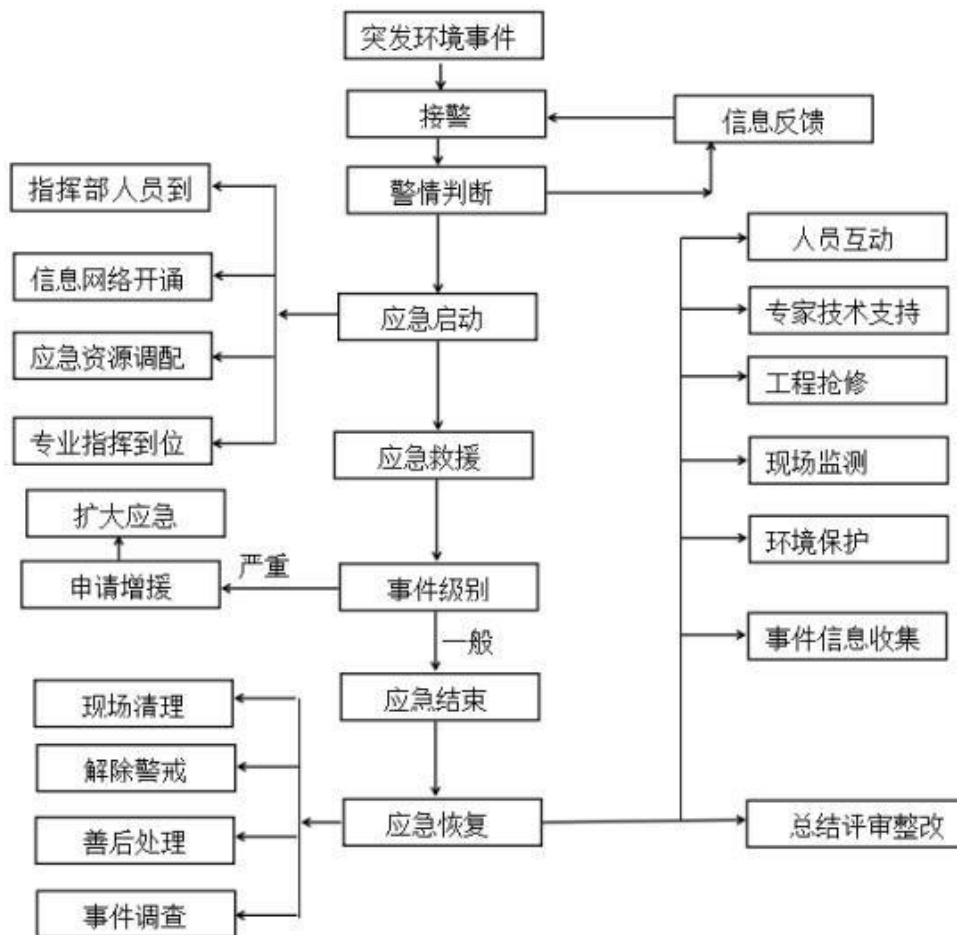 突发环境事件
接警
信息反馈
警情判断
指挥部人员到
人员互动
信息网络开通
应急启动
专家技术支持
应急资源调配
工程抢修
专业指挥到位
应急救援
现场监测
扩大应急
环境保护
严重
申请增援
事件级别
一般
事件信息收集
现场清理
应急结束
解除警戒
善后处理
应急恢复
总结评审整改
事件调查